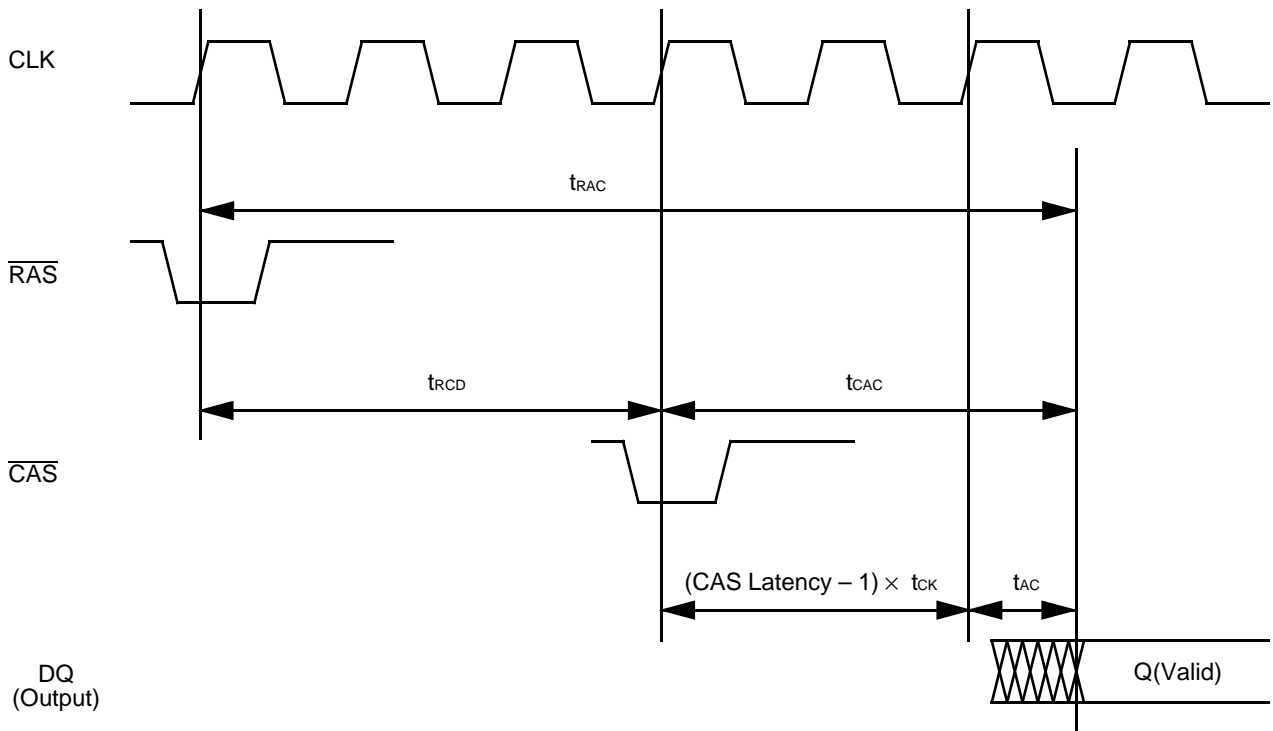 CLK
tRAC
RAS
tRCD
tCAC
CAS
(CAS Latency – 1) × tCK
tAC
DQ
(Output)
Q(Valid)